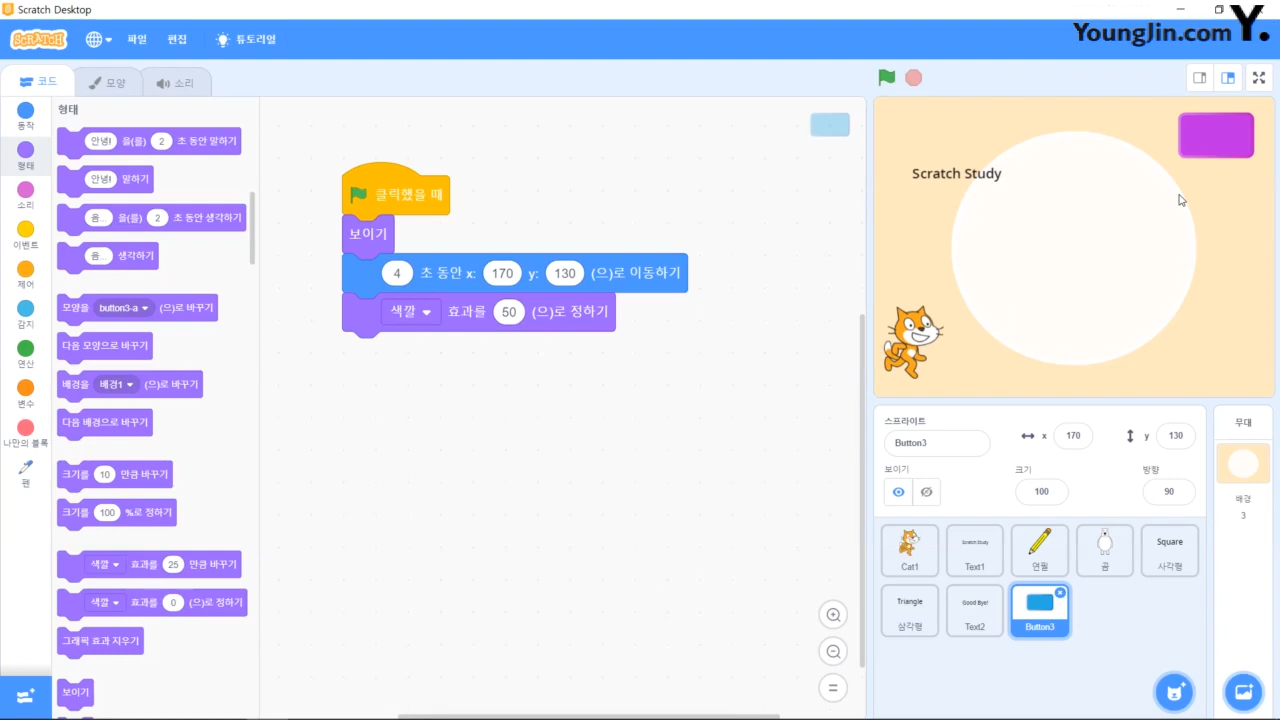 Scratch Desktop
YoungJin.com Y.
SCRATCH 파일 편집 튜토리얼
코드 모양 소리
동작
형태
소리
이벤트
제어
감지
연산
변수
나만의 블록
펜
형태
안녕! 을(를) 2 초 동안 말하기
안녕! 말하기
음... 을(를) 2 초 동안 생각하기
음... 생각하기
모양을 button3-a (으)로 바꾸기
다음 모양으로 바꾸기
배경을 배경1 (으)로 바꾸기
다음 배경으로 바꾸기
크기를 10 만큼 바꾸기
크기를 100 %로 정하기
색깔 효과를 25 만큼 바꾸기
색깔 효과를 0 (으)로 정하기
그래픽 효과 지우기
보이기
클릭했을 때
보이기
4 초 동안 x: 170 y: 130 (으)로 이동하기
색깔 효과를 50 (으)로 정하기
Scratch Study
스프라이트
Button3
x 170 y 130
보이기 크기 방향
100 90
Cat1
Scratch Study
Text1
연필
곰
Square
사각형
Triangle
삼각형
Good Bye!
Text2
Button3
무대
배경
3